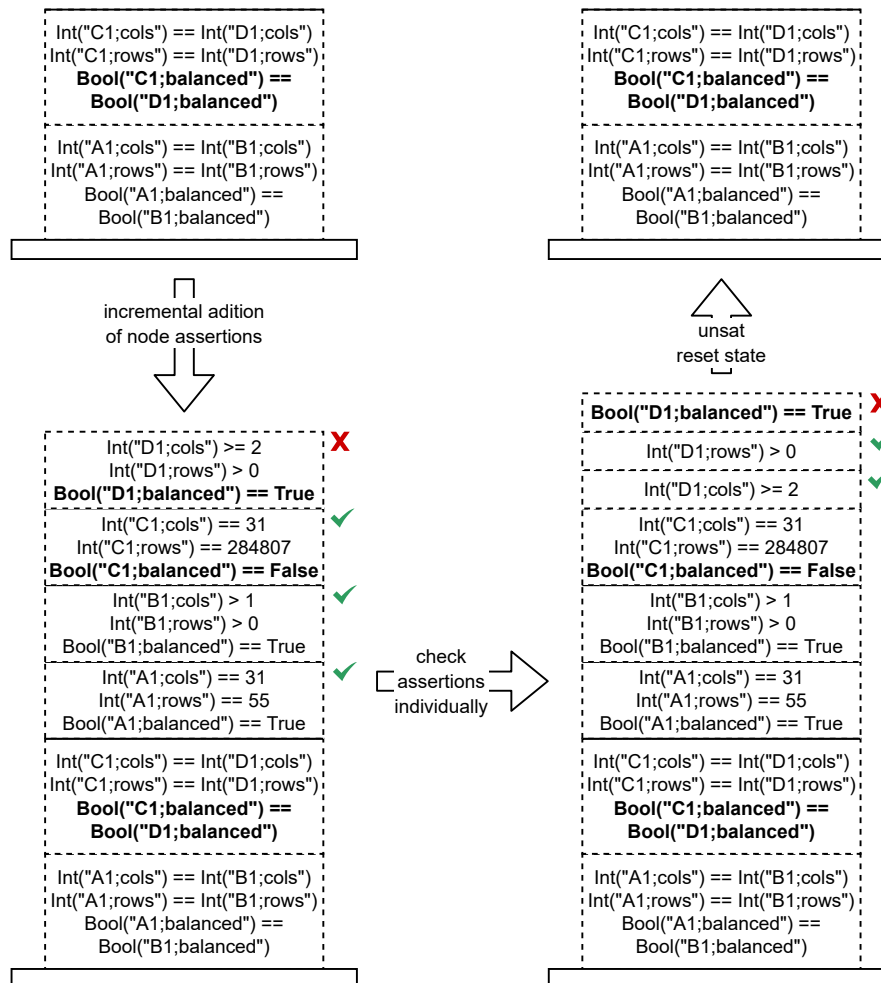 Int("C1;cols") == Int("D1;cols")
Int("C1;rows") == Int("D1;rows")
Bool("C1;balanced") ==
Bool("D1;balanced")
Int("A1;cols") == Int("B1;cols")
Int("A1;rows") == Int("B1;rows")
Bool("A1;balanced") ==
Bool("B1;balanced")
incremental adition
of node assertions
Int("D1;cols") >= 2
Int("D1;rows") > 0
Bool("D1;balanced") == True
Int("C1;cols") == 31
Int("C1;rows") == 284807
Bool("C1;balanced") == False
Int("B1;cols") > 1
Int("B1;rows") > 0
Bool("B1;balanced") == True
Int("A1;cols") == 31
Int("A1;rows") == 55
Bool("A1;balanced") == True
Int("C1;cols") == Int("D1;cols")
Int("C1;rows") == Int("D1;rows")
Bool("C1;balanced") ==
Bool("D1;balanced")
Int("A1;cols") == Int("B1;cols")
Int("A1;rows") == Int("B1;rows")
Bool("A1;balanced") ==
Bool("B1;balanced")
check
assertions
individually
Int("C1;cols") == Int("D1;cols")
Int("C1;rows") == Int("D1;rows")
Bool("C1;balanced") ==
Bool("D1;balanced")
Int("A1;cols") == Int("B1;cols")
Int("A1;rows") == Int("B1;rows")
Bool("A1;balanced") ==
Bool("B1;balanced")
unsat
reset state
Bool("D1;balanced") == True
Int("D1;rows") > 0
Int("D1;cols") >= 2
Int("C1;cols") == 31
Int("C1;rows") == 284807
Bool("C1;balanced") == False
Int("B1;cols") > 1
Int("B1;rows") > 0
Bool("B1;balanced") == True
Int("A1;cols") == 31
Int("A1;rows") == 55
Bool("A1;balanced") == True
Int("C1;cols") == Int("D1;cols")
Int("C1;rows") == Int("D1;rows")
Bool("C1;balanced") ==
Bool("D1;balanced")
Int("A1;cols") == Int("B1;cols")
Int("A1;rows") == Int("B1;rows")
Bool("A1;balanced") ==
Bool("B1;balanced")